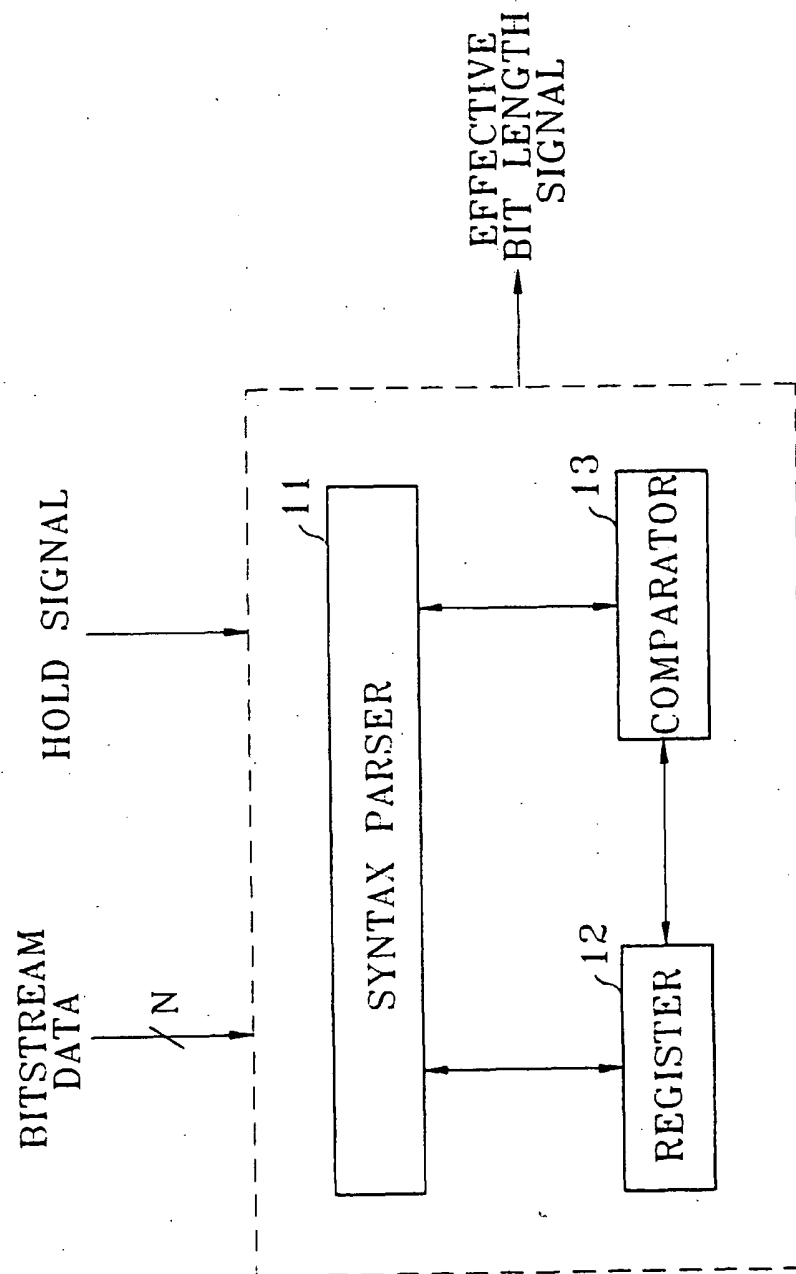 BITSTREAM
DATA
N
HOLD SIGNAL
EFFECTIVE
BIT LENGTH
SIGNAL
11
SYNTAX PARSER
12
REGISTER
13
COMPARATOR